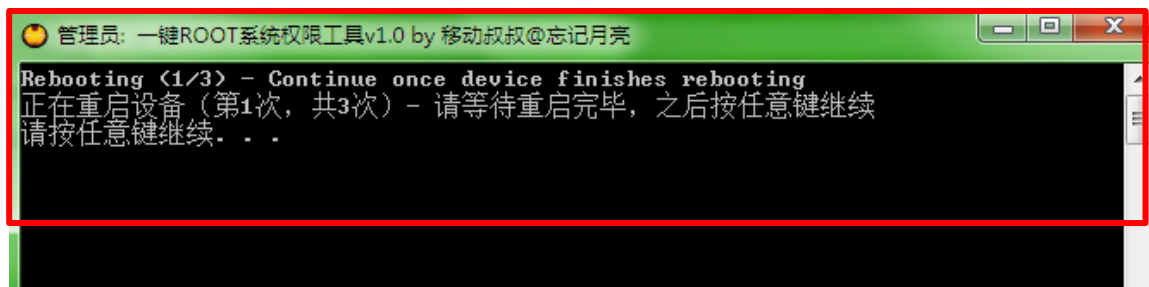 管理员: 一键ROOT系统权限工具v1.0 by 移动叔叔@忘记月亮
Rebooting (1/3) - Continue once device finishes rebooting
正在重启设备（第1次，共3次）- 请等待重启完毕，之后按任意键继续
请按任意键继续. . .